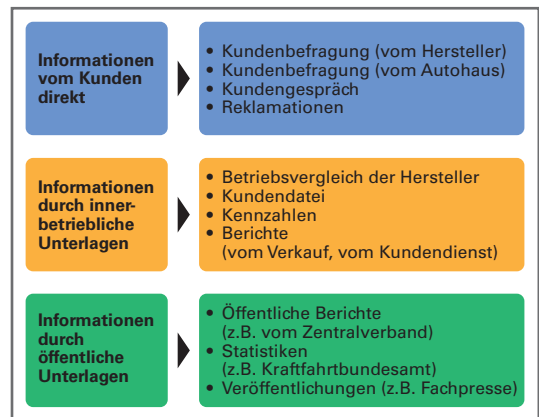 Informationen
vom Kunden
direkt
• Kundenbefragung (vom Hersteller)
• Kundenbefragung (vom Autohaus)
• Kundengespräch
• Reklamationen
Informationen
durch inner-
betriebliche
Unterlagen
• Betriebsvergleich der Hersteller
• Kundendatei
• Kennzahlen
• Berichte
(vom Verkauf, vom Kundendienst)
Informationen
durch
öffentliche
Unterlagen
• Öffentliche Berichte
(z.B. vom Zentralverband)
• Statistiken
(z.B. Kraftfahrtbundesamt)
• Veröffentlichungen (z.B. Fachpresse)